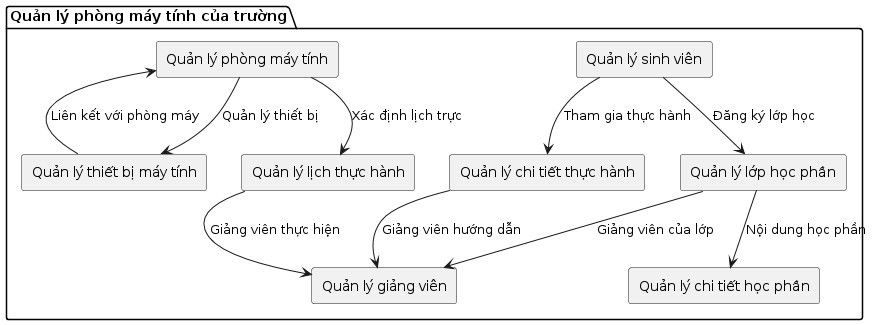 Quản lý phòng máy tính của trường
Quản lý phòng máy tính
Quản lý sinh viên
Liên kết với phòng máy
Quản lý thiết bị
Xác định lịch trực
Tham gia thực hành
Đăng ký lớp học
Quản lý thiết bị máy tính
Quản lý lịch thực hành
Quản lý chi tiết thực hành
Quản lý lớp học phần
Giảng viên thực hiện
Giảng viên hướng dẫn
Giảng viên của lớp
Nội dung học phần
Quản lý giảng viên
Quản lý chi tiết học phần